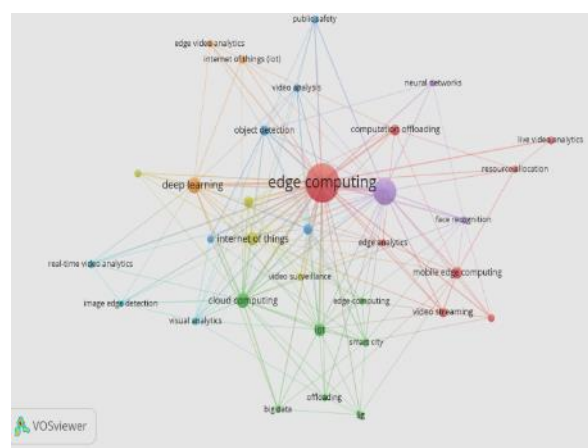 public safety
edge video analytics
internet of things (iot)
video analysis
neural networks
object detection
computation offloading
live video analytics
resource allocation
edge computing
deep learning
face recognition
internet of things
edge analytics
real-time video analytics
video surveillance
mobile edge computing
image edge detection
cloud computing
edge-computing
visual analytics
video streaming
iot
smart city
offloading
big data
VOSviewer